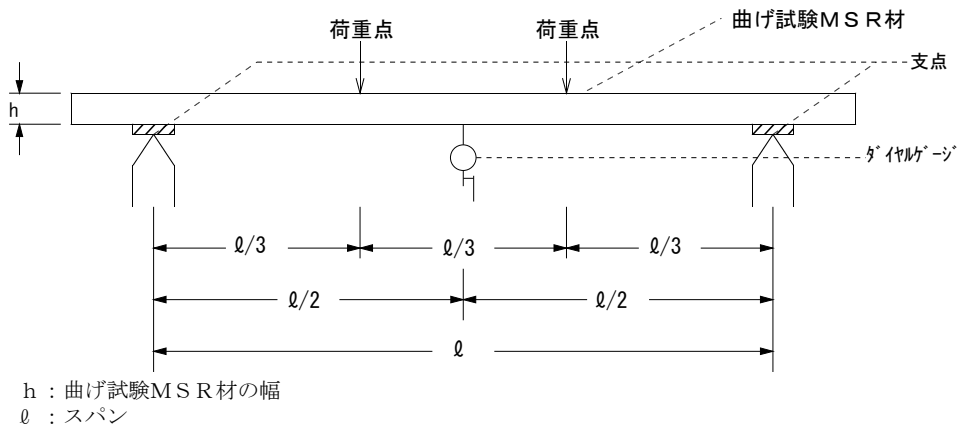 曲げ試験MSR材
荷重点
荷重点
支点
h
ダイヤルゲージ
ℓ/3
ℓ/3
ℓ/3
ℓ/2
ℓ/2
ℓ
h：曲げ試験MSR材の幅
ℓ：スパン